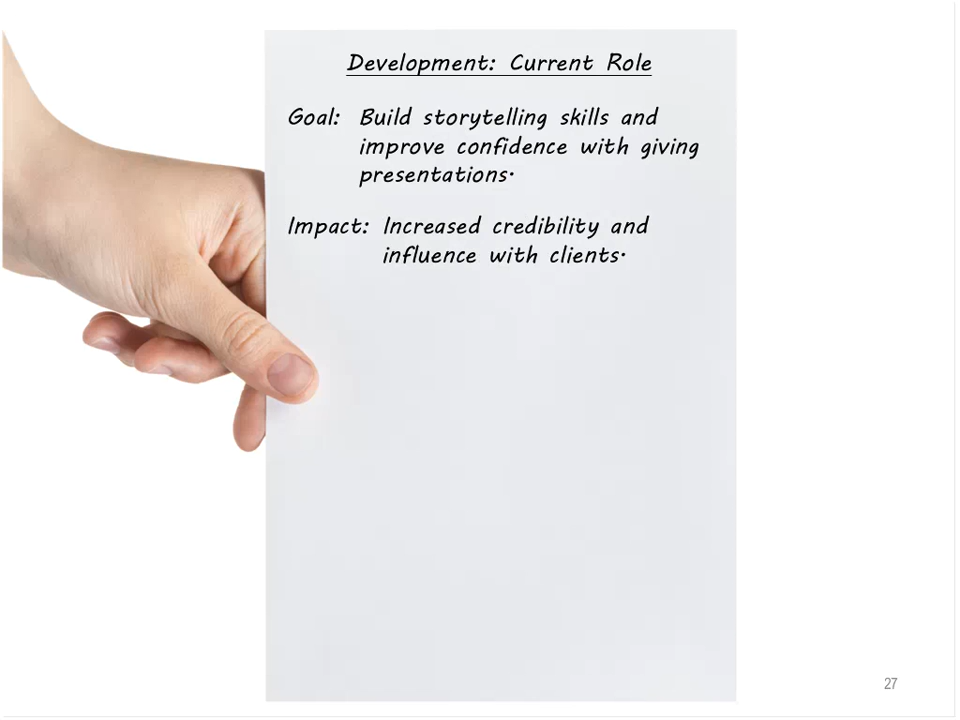 Development: Current Role
Goal: Build storytelling skills and
improve confidence with giving
presentations.
Impact: Increased credibility and
influence with clients.
27